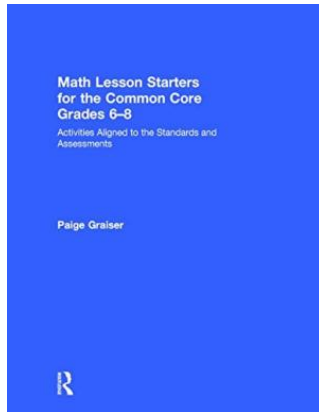 Math Lesson Starters
for the Common Core
Grades 6–8
Activities Aligned to the Standards and
Assessments
Paige Graiser
R